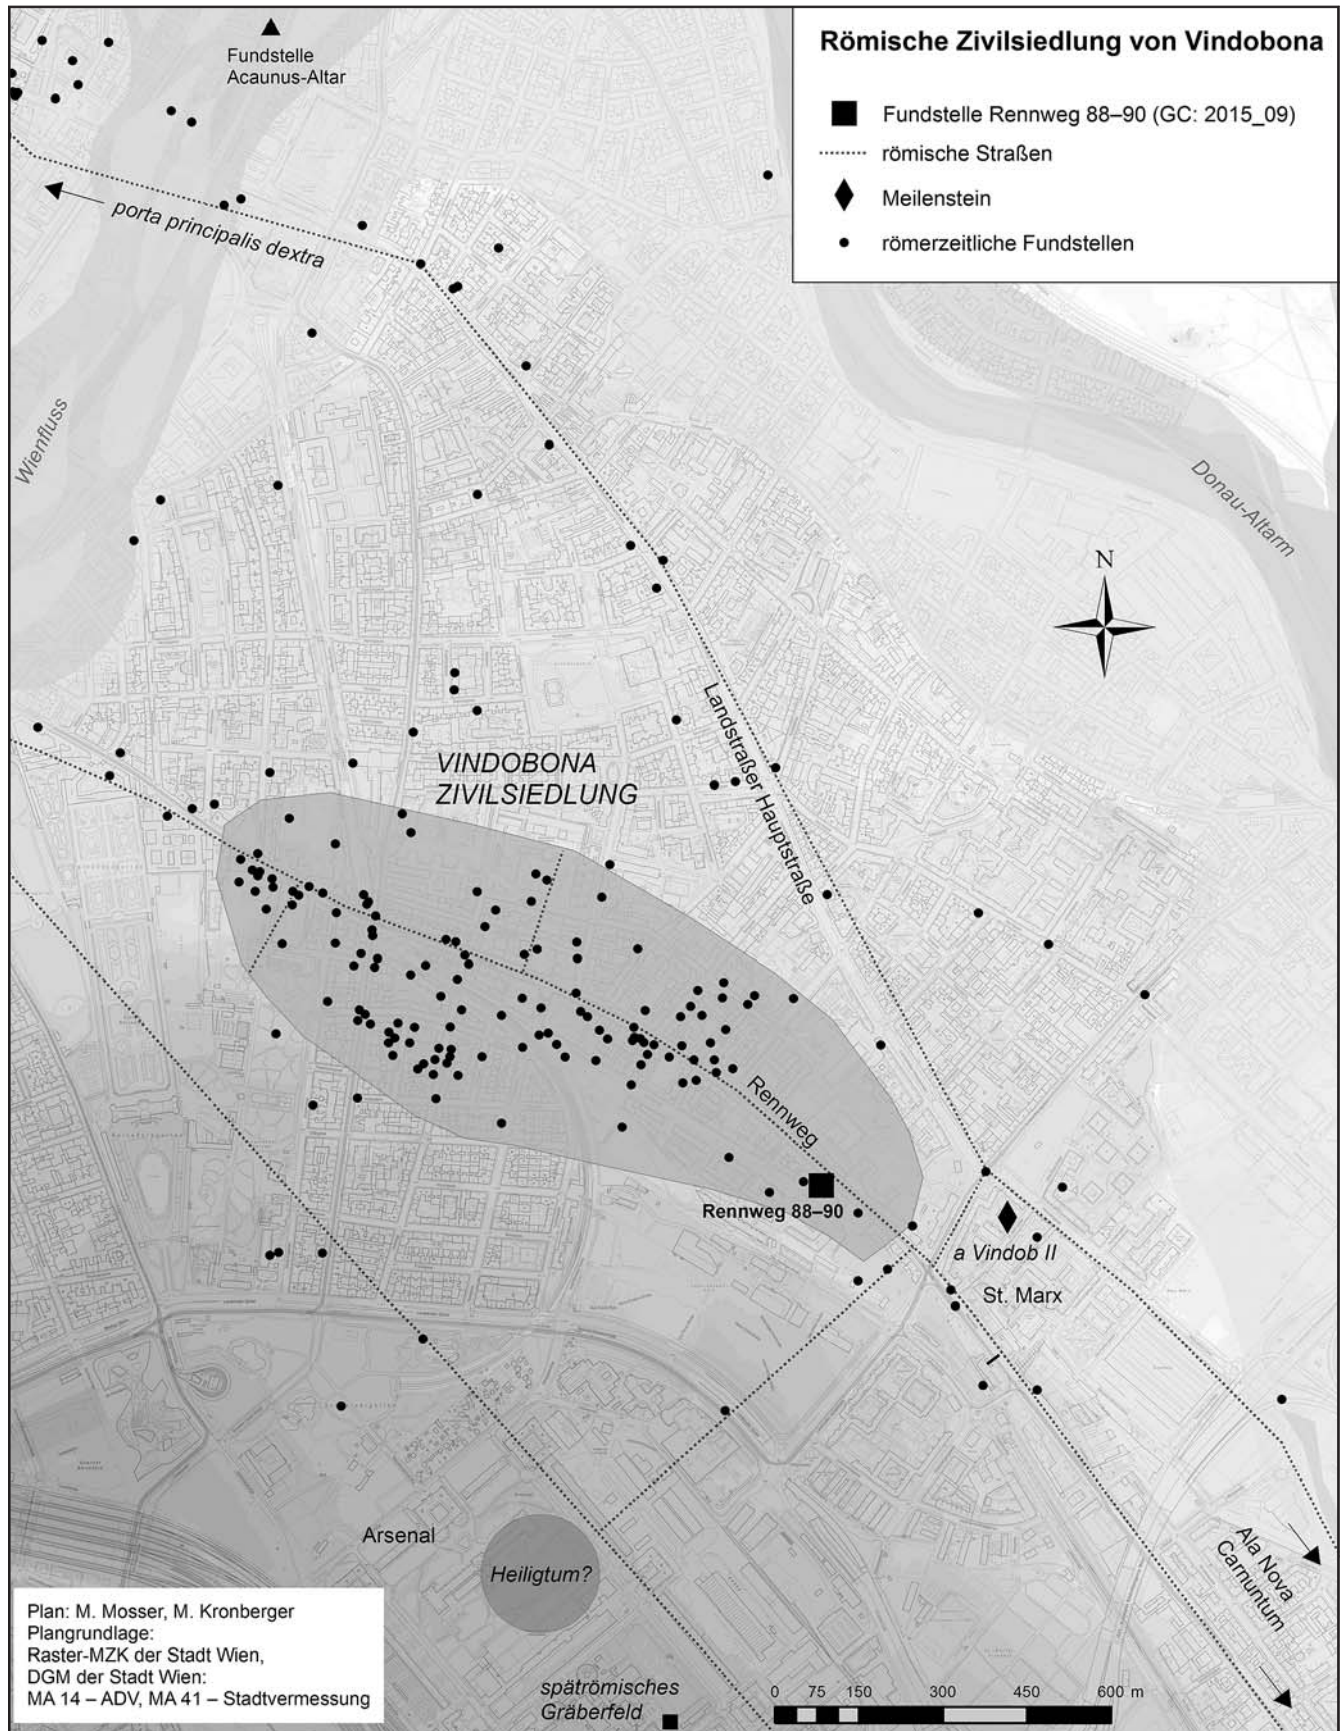 Römische Zivilsiedlung von Vindobona
Fundstelle Rennweg 88–90 (GC: 2015_09)
römische Straßen
Meilenstein
römerzeitliche Fundstellen
Fundstelle
Acaunus-Altar
porta principalis dextra
Wienfluss
Donau-Altarm
N
Landstraßer Hauptstraße
VINDOBONA
ZIVILSIEDLUNG
Rennweg
Rennweg 88–90
a Vindob II
St. Marx
Arsenal
Heiligtum?
Ala Nova
Carnuntum
Plan: M. Mosser, M. Kronberger
Plangrundlage:
Raster-MZK der Stadt Wien,
DGM der Stadt Wien:
MA 14 – ADV, MA 41 – Stadtvermessung
spätrömisches
Gräberfeld
0 75 150 300 450 600 m